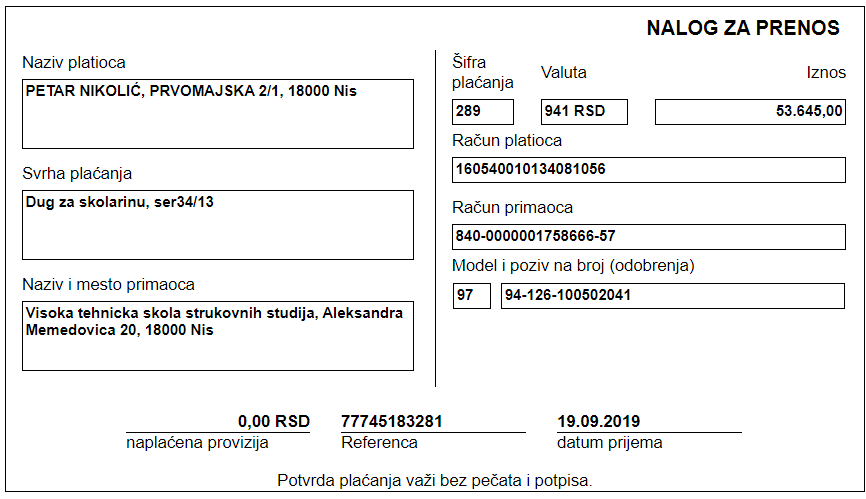 NALOG ZA PRENOS
Naziv platioca
PETAR NIKOLIĆ, PRVOMAJSKA 2/1, 18000 Nis
Svrha plaćanja
Dug za skolarinu, ser34/13
Naziv i mesto primaoca
Visoka tehnicka skola strukovnih studija, Aleksandra
Memedovica 20, 18000 Nis
Šifra
plaćanja
Valuta
Iznos
289
941 RSD
53.645,00
Račun platioca
160540010134081056
Račun primaoca
840-0000001758666-57
Model i poziv na broj (odobrenja)
97
94-126-100502041
0,00 RSD
naplaćena provizija
77745183281
Referenca
19.09.2019
datum prijema
Potvrda plaćanja važi bez pečata i potpisa.